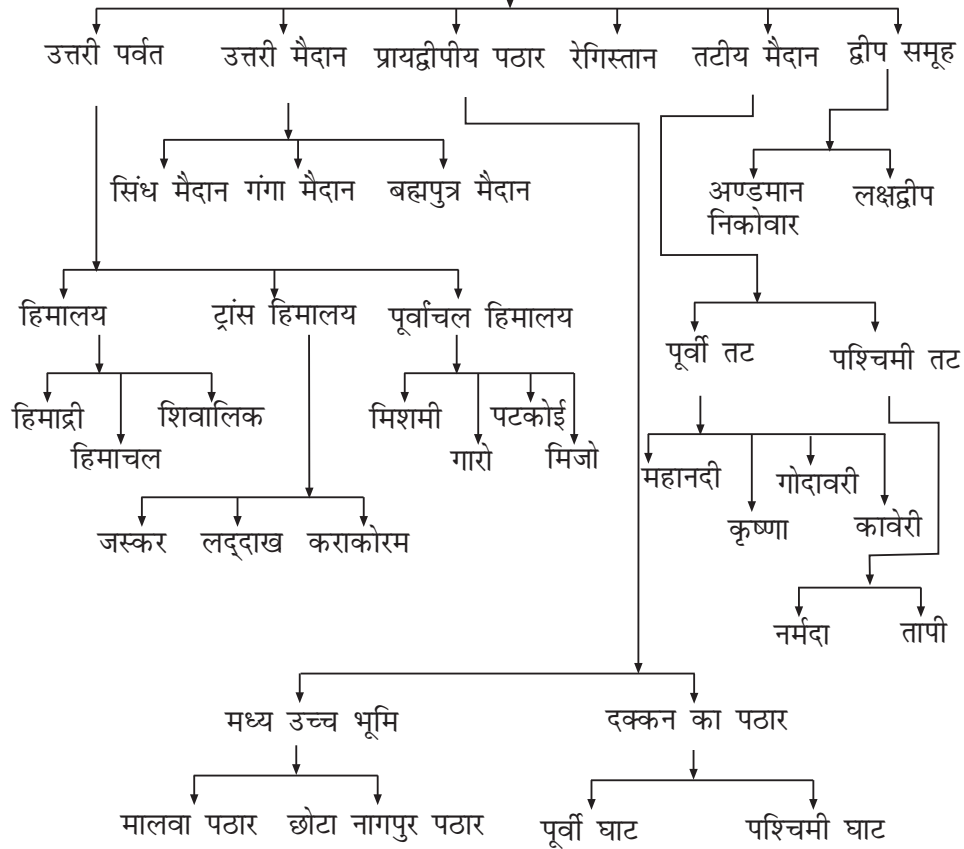 उत्तरी पर्वत उत्तरी मैदान प्रायद्वीपीय पठार रेगिस्तान तटीय मैदान द्वीप समूह
सिंध मैदान गंगा मैदान बह्मपुत्र मैदान
अण्डमान
निकोवार
लक्षद्वीप
हिमालय ट्रांस हिमालय पूर्वांचल हिमालय
पूर्वी तट पश्चिमी तट
हिमाद्री
हिमाचल
शिवालिक
मिशमी
गारो
पटकोई
मिजो
महानदी
कृष्णा
गोदावरी
कावेरी
जस्कर लद्दाख कराकोरम
नर्मदा तापी
मध्य उच्च भूमि दक्कन का पठार
मालवा पठार छोटा नागपुर पठार पूर्वी घाट पश्चिमी घाट